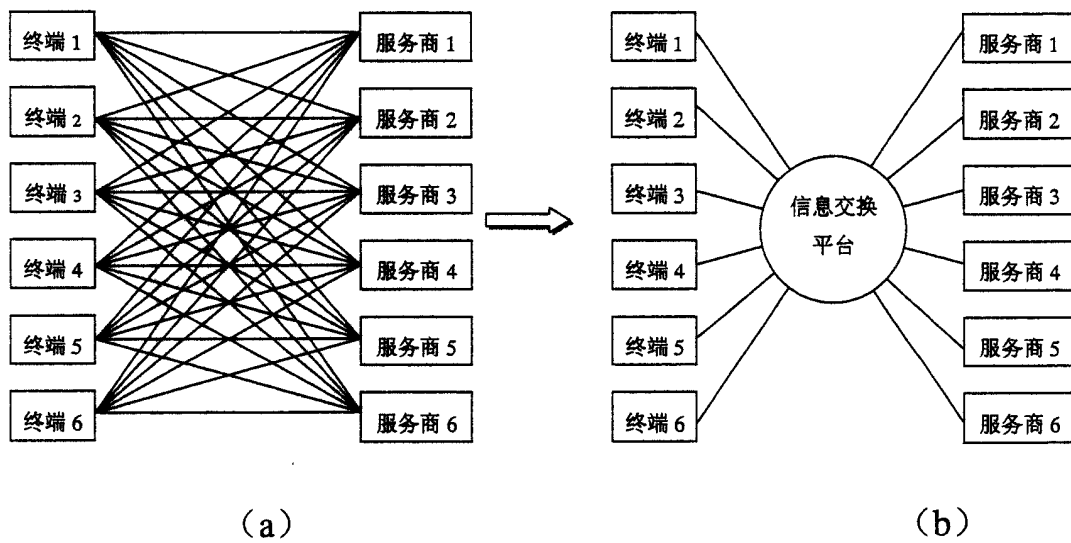 终端 1
终端 2
终端 3
终端 4
终端 5
终端 6
服务商 1
服务商 2
服务商 3
服务商 4
服务商 5
服务商 6
(a)
终端 1
终端 2
终端 3
终端 4
终端 5
终端 6
信息交换
平台
服务商 1
服务商 2
服务商 3
服务商 4
服务商 5
服务商 6
(b)